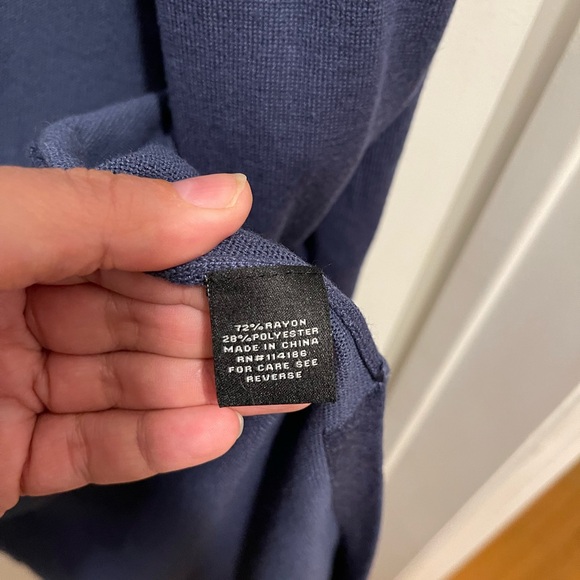 72%RAYON
28%POLYESTER
MADE IN CHINA
RN#114186
FOR CARE SEE
REVERSE